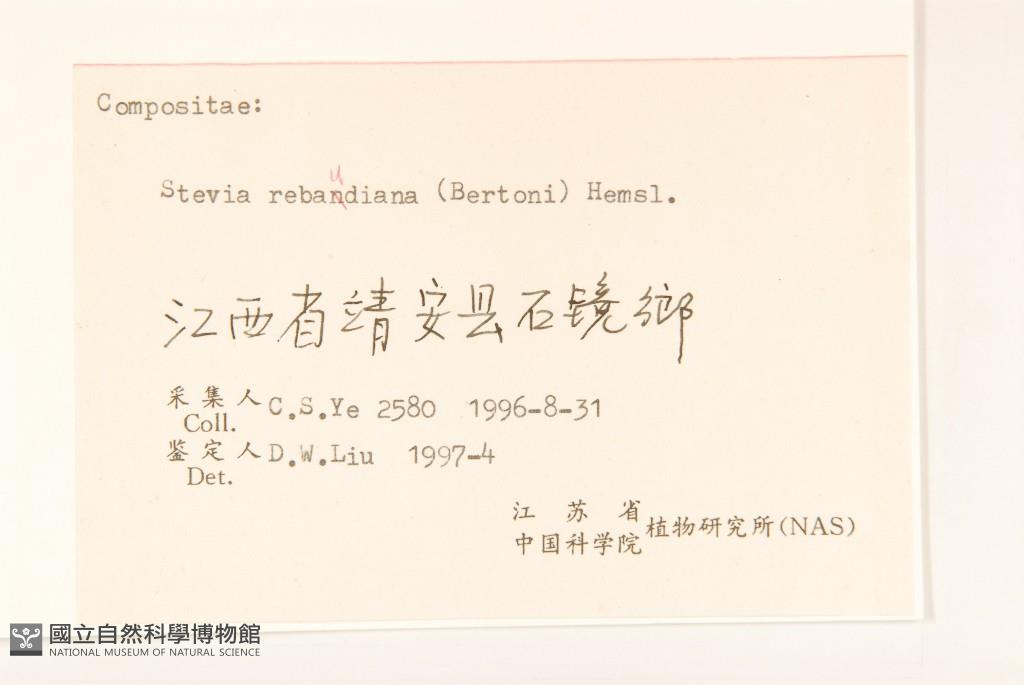 Compositae:
Stevia rebaudiana (Bertoni) Hemsl.
江西省靖安县石镜鄉
采集人 C.S.Ye 2580 1996-8-31
Coll.
鉴定人 D.W.Liu 1997-4
Det.
江苏省
中国科学院 植物研究所(NAS)
國立自然科學博物館
NATIONAL MUSEUM OF NATURAL SCIENCE